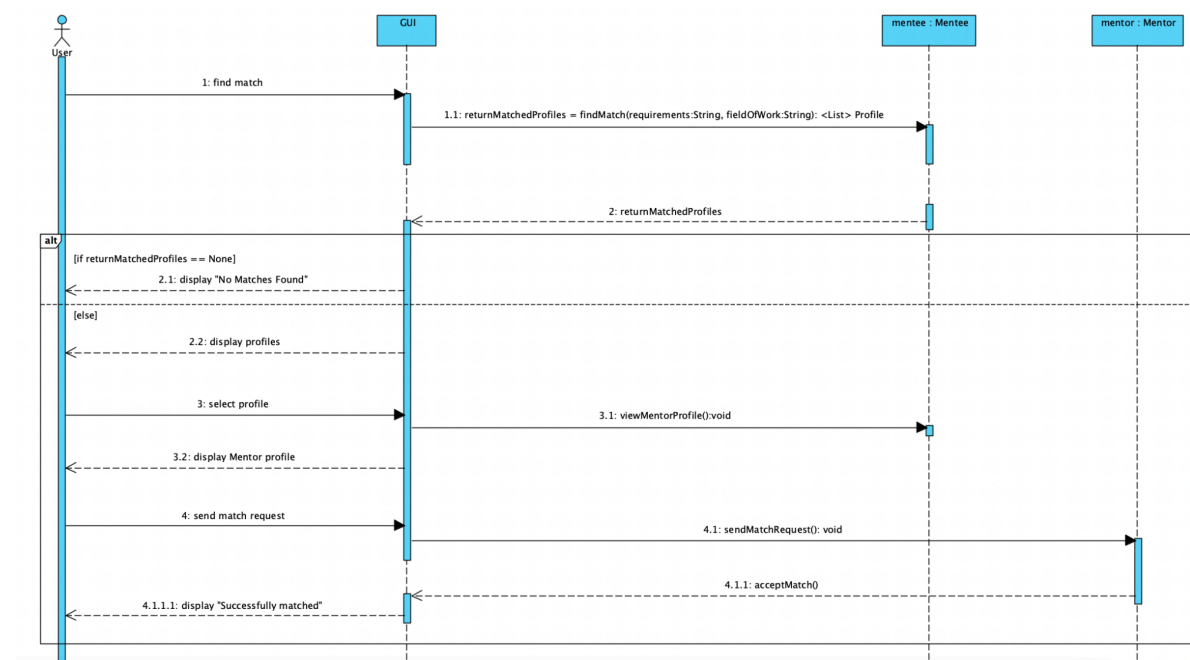 GUI
mentee : Mentee
mentor : Mentor
User
1: find match
1.1: returnMatchedProfiles = findMatch(requirements:String, fieldOfWork:String): <List> Profile
2: returnMatchedProfiles
alt
[if returnMatchedProfiles == None]
2.1: display "No Matches Found"
[else]
2.2: display profiles
3: select profile
3.1: viewMentorProfile():void
3.2: display Mentor profile
4: send match request
4.1: sendMatchRequest(): void
4.1.1: acceptMatch()
4.1.1.1: display "Successfully matched"